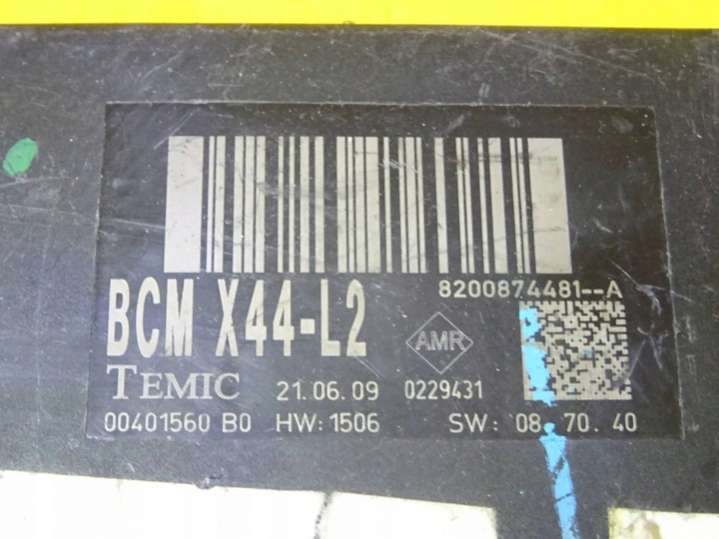 8200874481--A
BCM X44-L2
AMR
TEMIC 21.06.09 0229431
00401560 B0 HW:1506 SW: 08.70.40